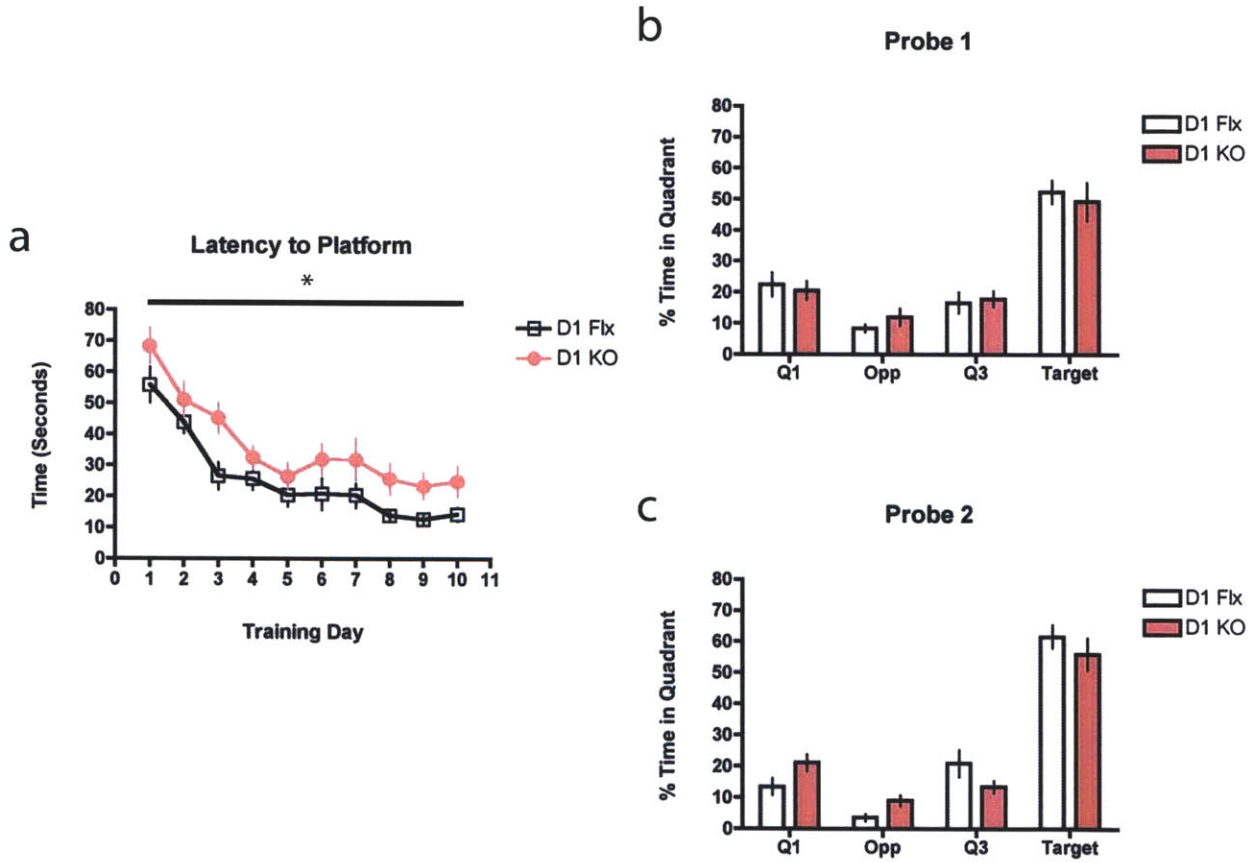 a
Latency to Platform
*
80
70
60
50
40
30
20
10
0
Time (Seconds)
0 1 2 3 4 5 6 7 8 9 10 11
Training Day
D1 Flx
D1 KO
b
Probe 1
80
70
60
50
40
30
20
10
0
% Time in Quadrant
Q1 Opp Q3 Target
D1 Flx
D1 KO
c
Probe 2
80
70
60
50
40
30
20
10
0
% Time in Quadrant
Q1 Opp Q3 Target
D1 Flx
D1 KO